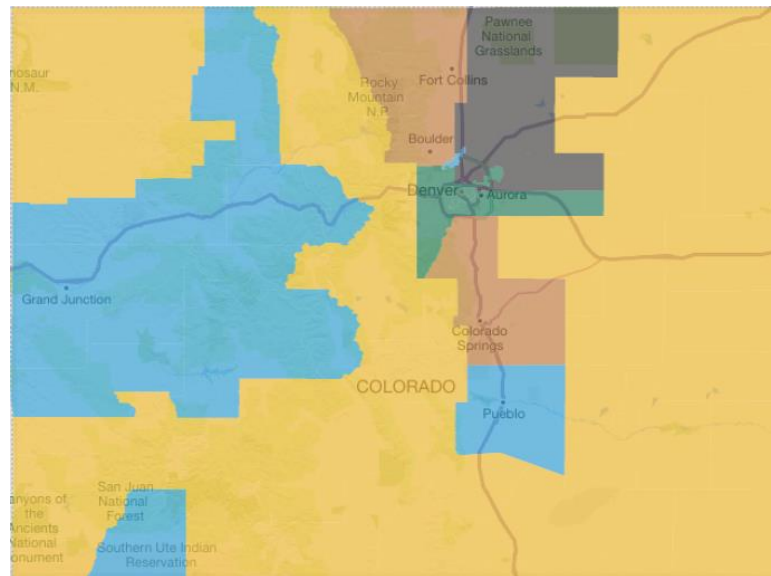 Pawnee
National
Grasslands
nosaur
N.M.
Rocky
Mountain
N.P.
Fort Collins
Boulder
Denver
Aurora
Grand Junction
Colorado
Springs
COLORADO
Pueblo
San Juan
National
Forest
anyons of
the
Ancients
National
onument
Southern Ute Indian
Reservation